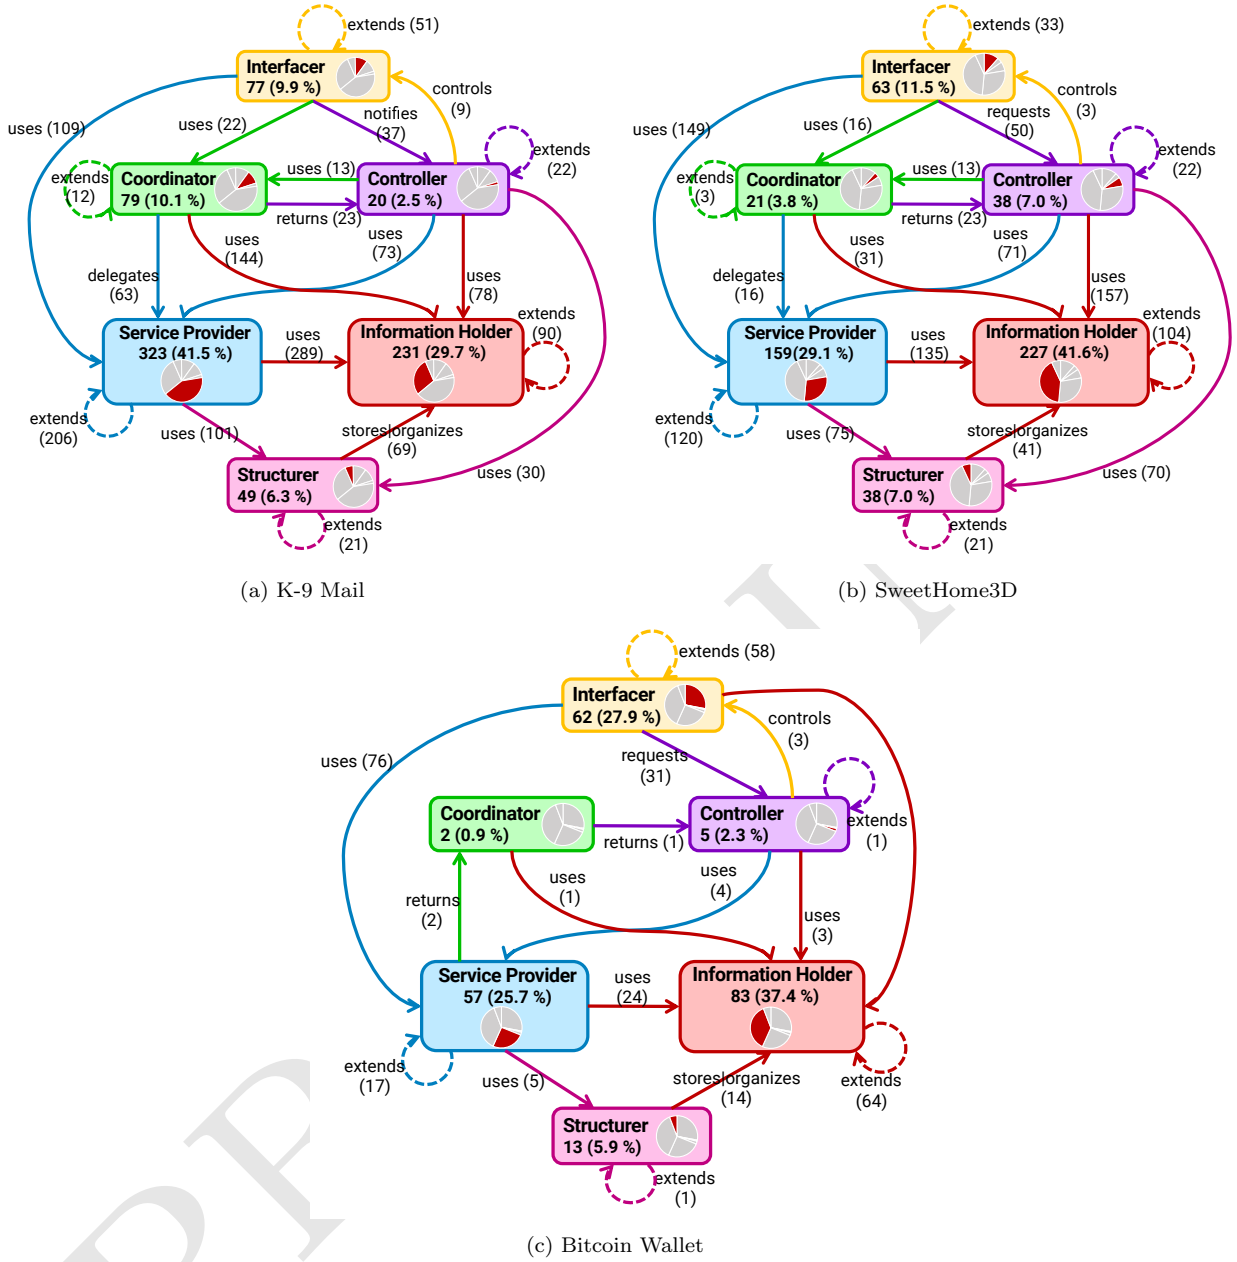 extends (51)
Interfacer
77 (9.9 %)
controls
(9)
notifies
(37)
uses (22)
uses (109)
extends
(12)
Coordinator
79 (10.1 %)
uses (13)
returns (23)
Controller
20 (2.5 %)
extends
(22)
uses
(144)
uses
(73)
delegates
(63)
uses
(78)
Service Provider
323 (41.5 %)
uses
(289)
Information Holder
231 (29.7 %)
extends
(90)
extends
(206)
uses (101)
stores|organizes
(69)
uses (30)
Structurer
49 (6.3 %)
extends
(21)
(a) K-9 Mail
extends (33)
Interfacer
63 (11.5 %)
controls
(3)
requests
(50)
uses (16)
uses (149)
extends
(3)
Coordinator
21 (3.8 %)
uses (13)
returns (23)
Controller
38 (7.0 %)
extends
(22)
uses
(31)
uses
(71)
delegates
(16)
uses
(157)
Service Provider
159(29.1 %)
uses
(135)
Information Holder
227 (41.6%)
extends
(104)
extends
(120)
uses (75)
stores|organizes
(41)
uses (70)
Structurer
38 (7.0 %)
extends
(21)
(b) SweetHome3D
extends (58)
Interfacer
62 (27.9 %)
controls
(3)
requests
(31)
uses (76)
Coordinator
2 (0.9 %)
returns (1)
Controller
5 (2.3 %)
extends
(1)
uses
(1)
uses
(4)
returns
(2)
uses
(3)
Service Provider
57 (25.7 %)
uses
(24)
Information Holder
83 (37.4 %)
extends
(17)
uses (5)
stores|organizes
(14)
extends
(64)
Structurer
13 (5.9 %)
extends
(1)
(c) Bitcoin Wallet